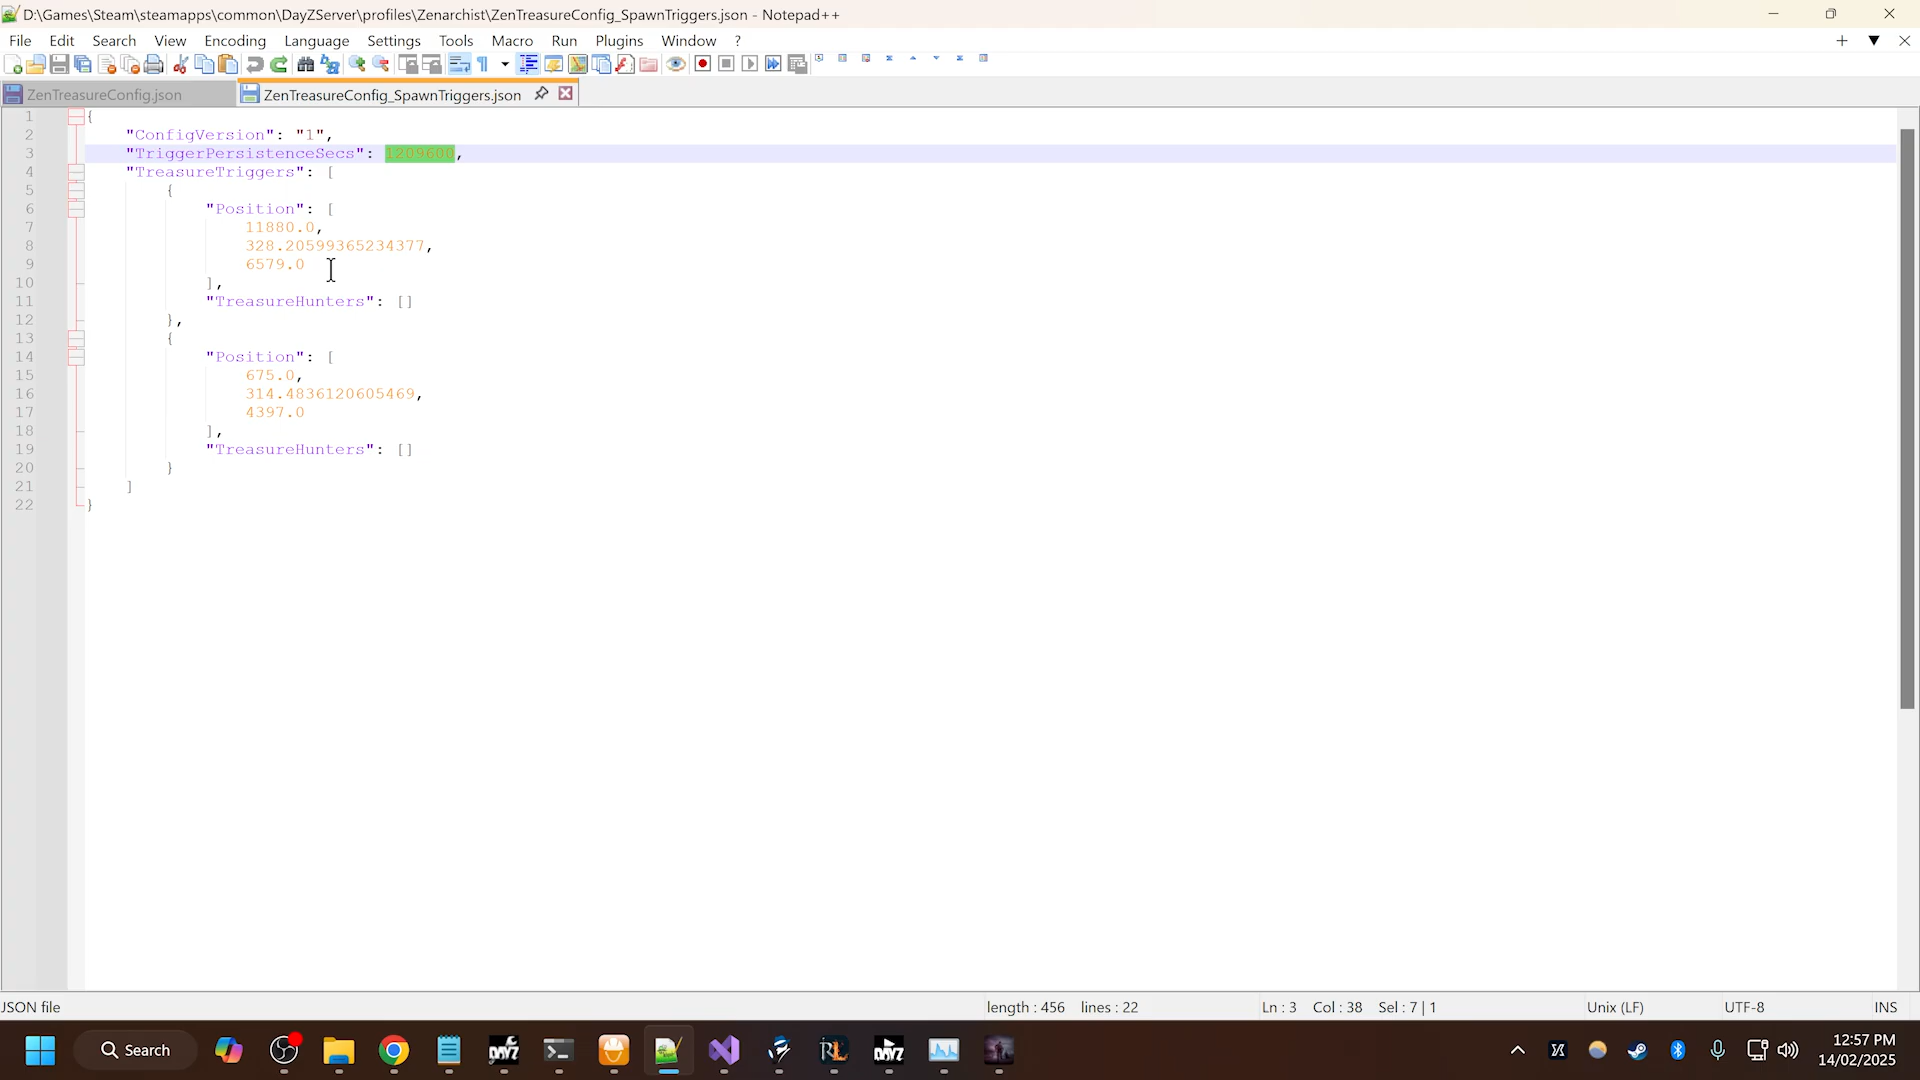 D:\Games\Steam\steamapps\common\DayZServer\profiles\Zenarchist\ZenTreasureConfig_SpawnTriggers.json - Notepad++
File Edit Search View Encoding Language Settings Tools Macro Run Plugins Window ?
ZenTreasureConfig.json ZenTreasureConfig_SpawnTriggers.json
1 {
2 "ConfigVersion": "1",
3 "TriggerPersistenceSecs": 1209600,
4 "TreasureTriggers": [
5 {
6 "Position": [
7 11880.0,
8 328.20599365234377,
9 6579.0
10 ],
11 "TreasureHunters": []
12 },
13 {
14 "Position": [
15 675.0,
16 314.4836120605469,
17 4397.0
18 ],
19 "TreasureHunters": []
20 }
21 ]
22 }
JSON file length : 456 lines : 22 Ln : 3 Col : 38 Sel : 7 | 1 Unix (LF) UTF-8 INS
Search DAYZ RL DAYZ 12:57 PM
14/02/2025